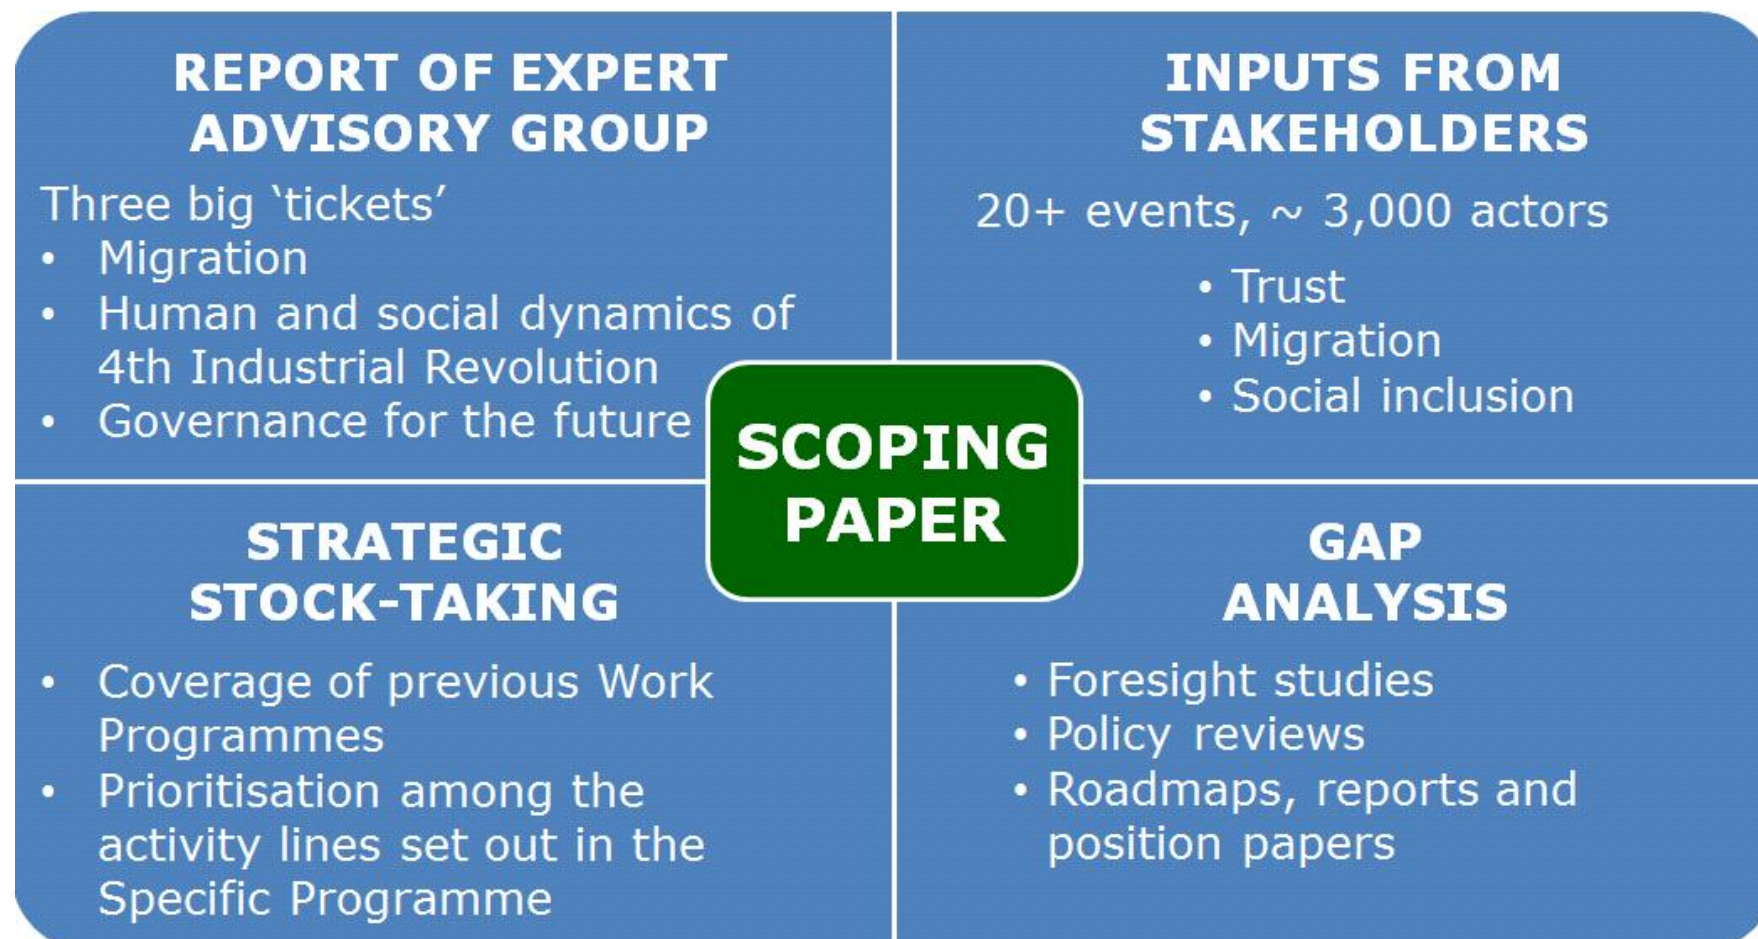 REPORT OF EXPERT
ADVISORY GROUP
Three big ‘tickets’
• Migration
• Human and social dynamics of
4th Industrial Revolution
• Governance for the future
INPUTS FROM
STAKEHOLDERS
20+ events, ~ 3,000 actors
• Trust
• Migration
• Social inclusion
SCOPING
PAPER
STRATEGIC
STOCK-TAKING
• Coverage of previous Work
Programmes
• Prioritisation among the
activity lines set out in the
Specific Programme
GAP
ANALYSIS
• Foresight studies
• Policy reviews
• Roadmaps, reports and
position papers